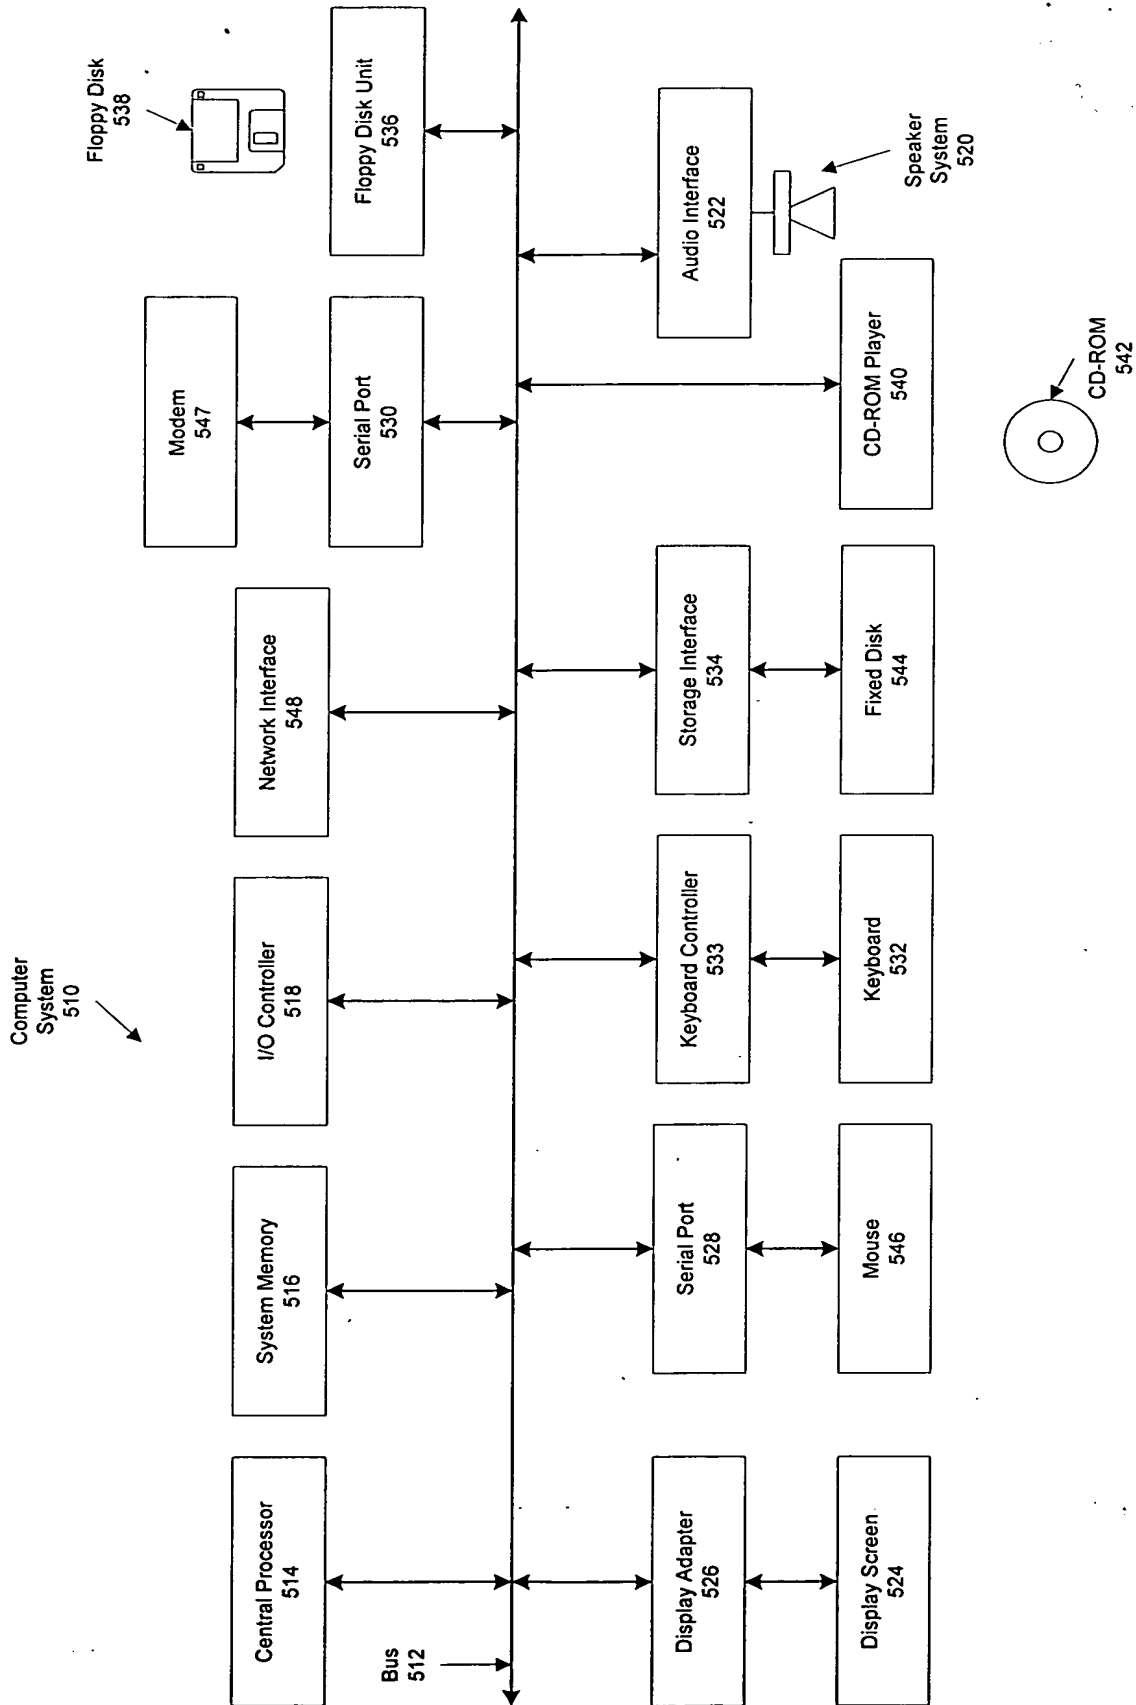 Computer
System
510
Floppy Disk
538
Modem
547
Central Processor
514
System Memory
516
I/O Controller
518
Network Interface
548
Serial Port
530
Floppy Disk Unit
536
Bus
512
Display Adapter
526
Serial Port
528
Keyboard Controller
533
Storage Interface
534
Audio Interface
522
Speaker
System
520
Display Screen
524
Mouse
546
Keyboard
532
Fixed Disk
544
CD-ROM Player
540
CD-ROM
542